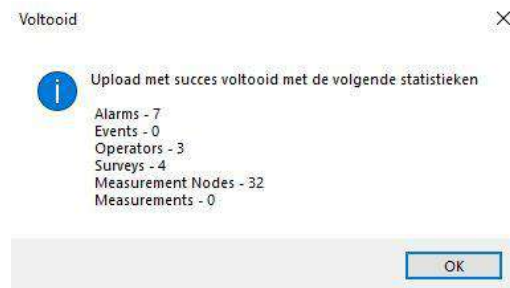 Voltooid
Upload met succes voltooid met de volgende statistieken
Alarms - 7
Events - 0
Operators - 3
Surveys - 4
Measurement Nodes - 32
Measurements - 0
OK